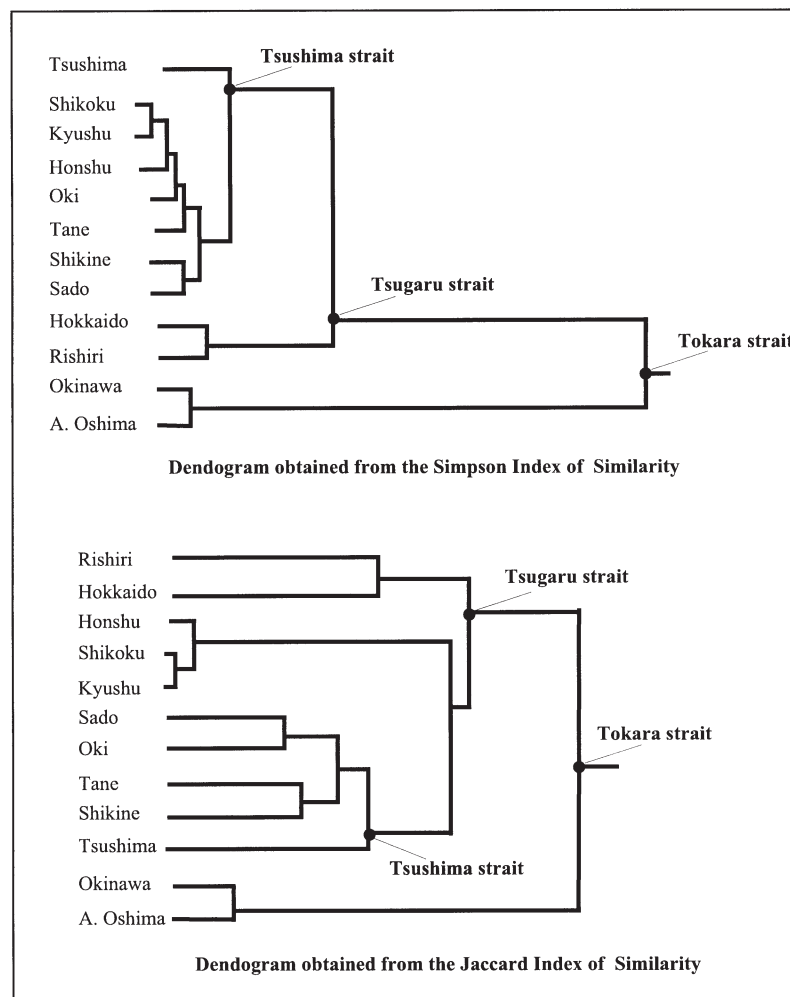 Tsushima strait
Tsushima
Shikoku
Kyushu
Honshu
Oki
Tane
Shikine
Sado
Tsugaru strait
Hokkaido
Tokara strait
Rishiri
Okinawa
A. Oshima
Dendogram obtained from the Simpson Index of Similarity
Rishiri
Tsugaru strait
Hokkaido
Honshu
Shikoku
Kyushu
Sado
Tokara strait
Oki
Tane
Shikine
Tsushima
Tsushima strait
Okinawa
A. Oshima
Dendogram obtained from the Jaccard Index of Similarity